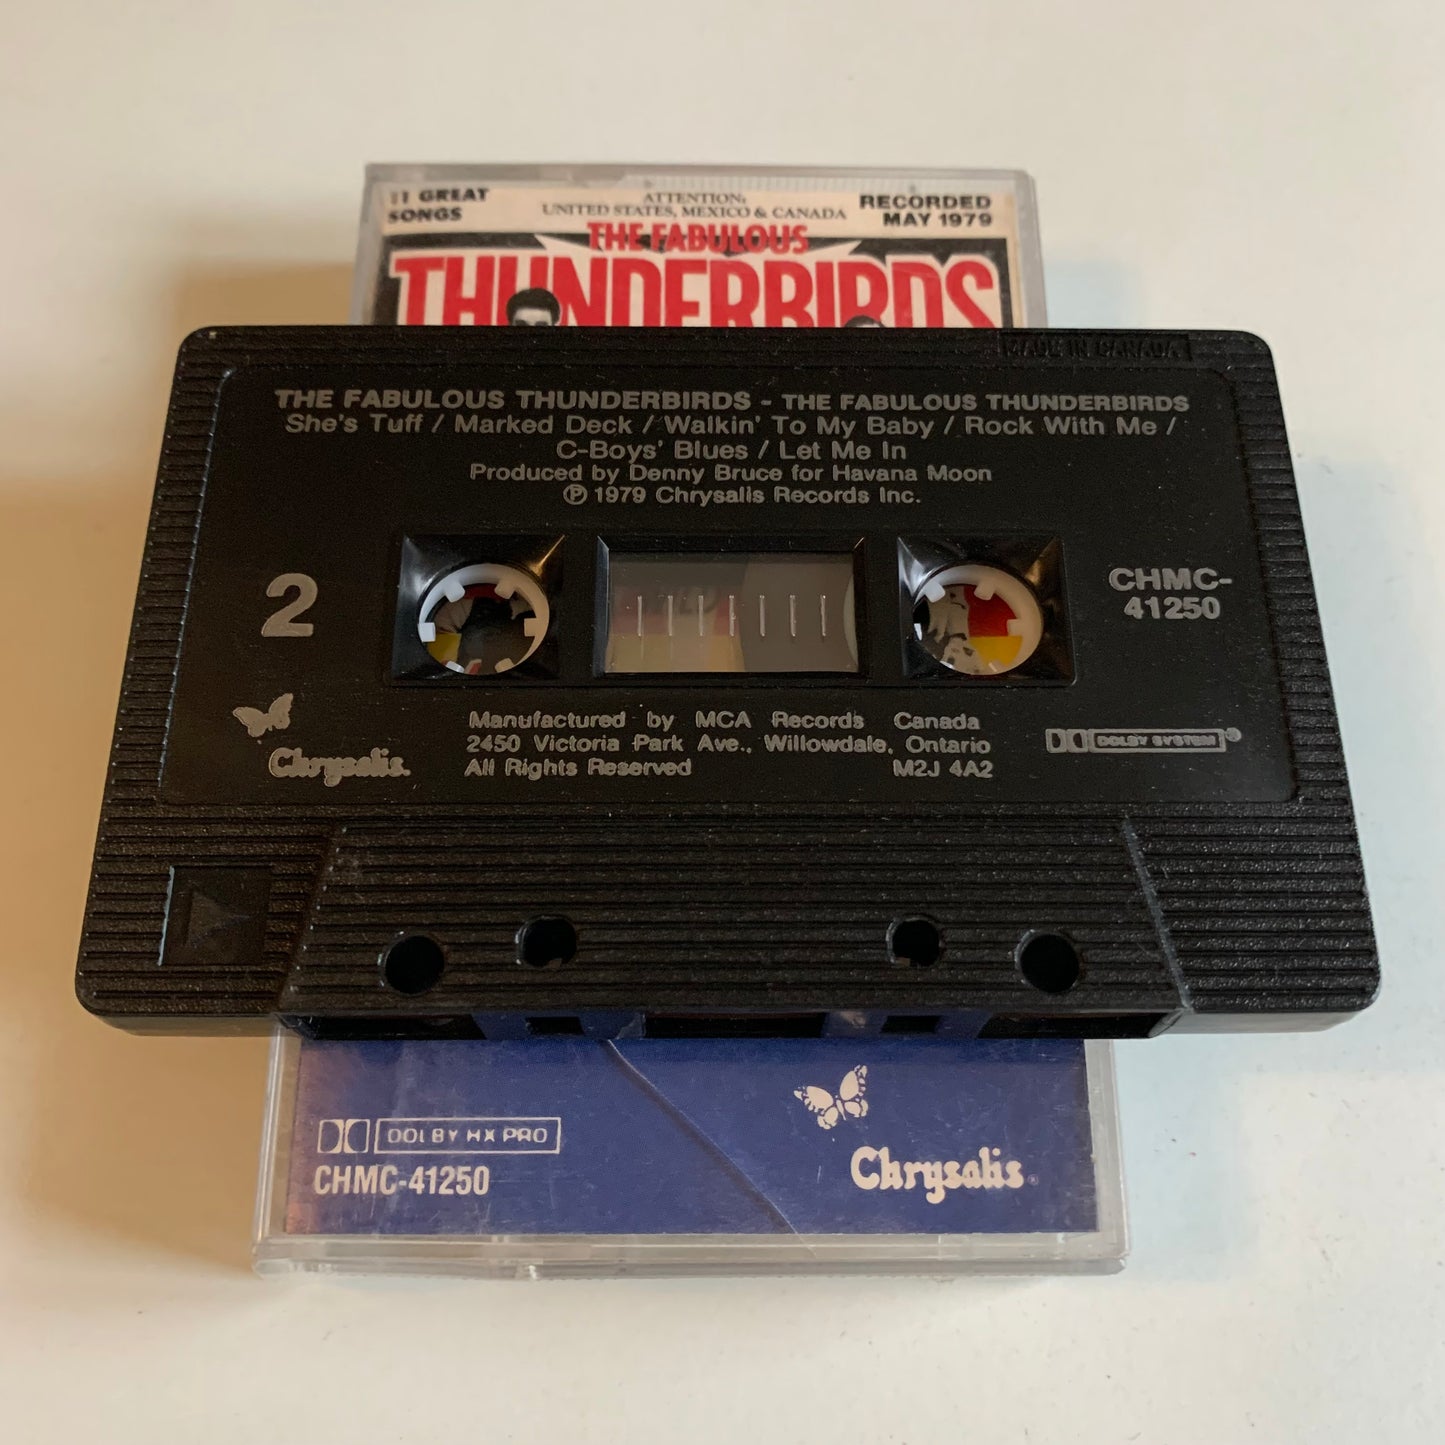 11 GREAT
SONGS
ATTENTION:
UNITED STATES, MEXICO & CANADA
RECORDED
MAY 1979
THE FABULOUS
THUNDERBIRDS
MADE IN CANADA
THE FABULOUS THUNDERBIRDS - THE FABULOUS THUNDERBIRDS
She's Tuff / Marked Deck / Walkin' To My Baby / Rock With Me /
C-Boys' Blues / Let Me In
Produced by Denny Bruce for Havana Moon
℗ 1979 Chrysalis Records Inc.
2
CHMC-
41250
Chrysalis.
Manufactured by MCA Records Canada
2450 Victoria Park Ave., Willowdale, Ontario
All Rights Reserved M2J 4A2
DOLBY SYSTEM®
DOLBY HX PRO
CHMC-41250
Chrysalis®